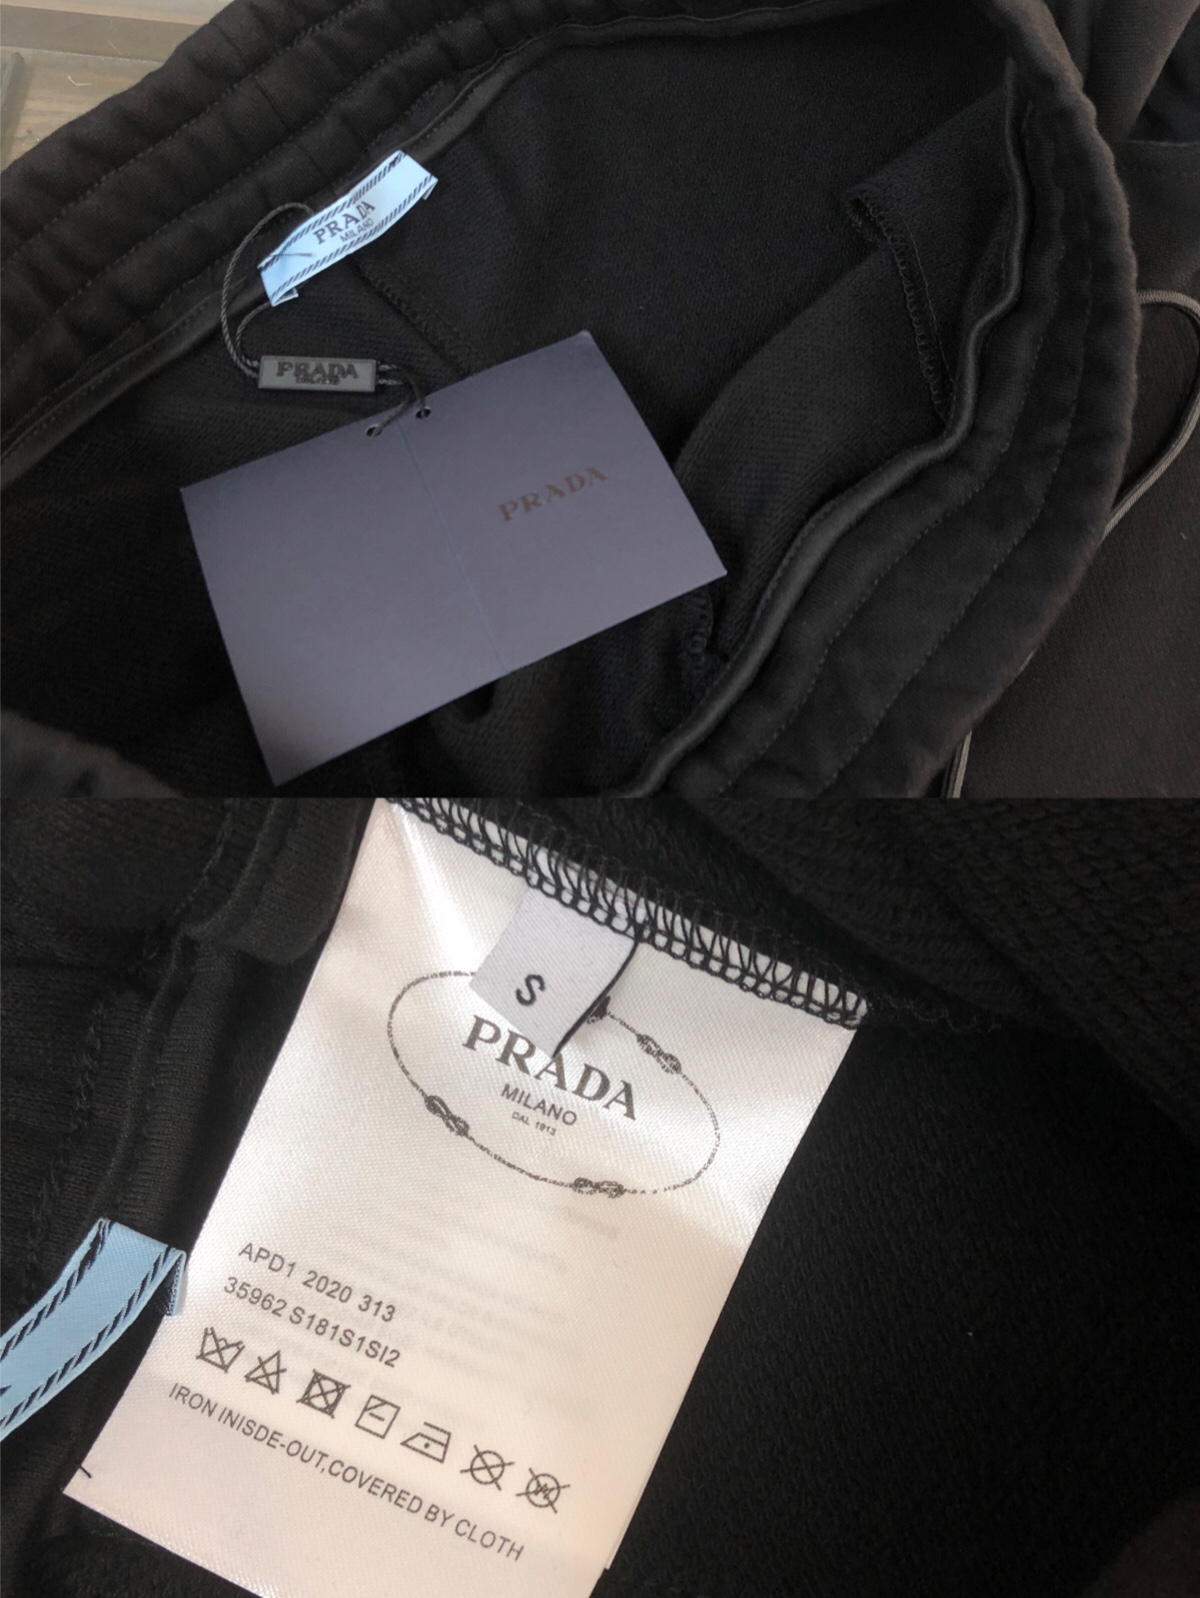 PRADA
MILANO
PRADA
PRADA
S
PRADA
MILANO
DAL 1913
APD1 2020 313
35962 S181S1SI2
IRON INISDE-OUT,COVERED BY CLOTH